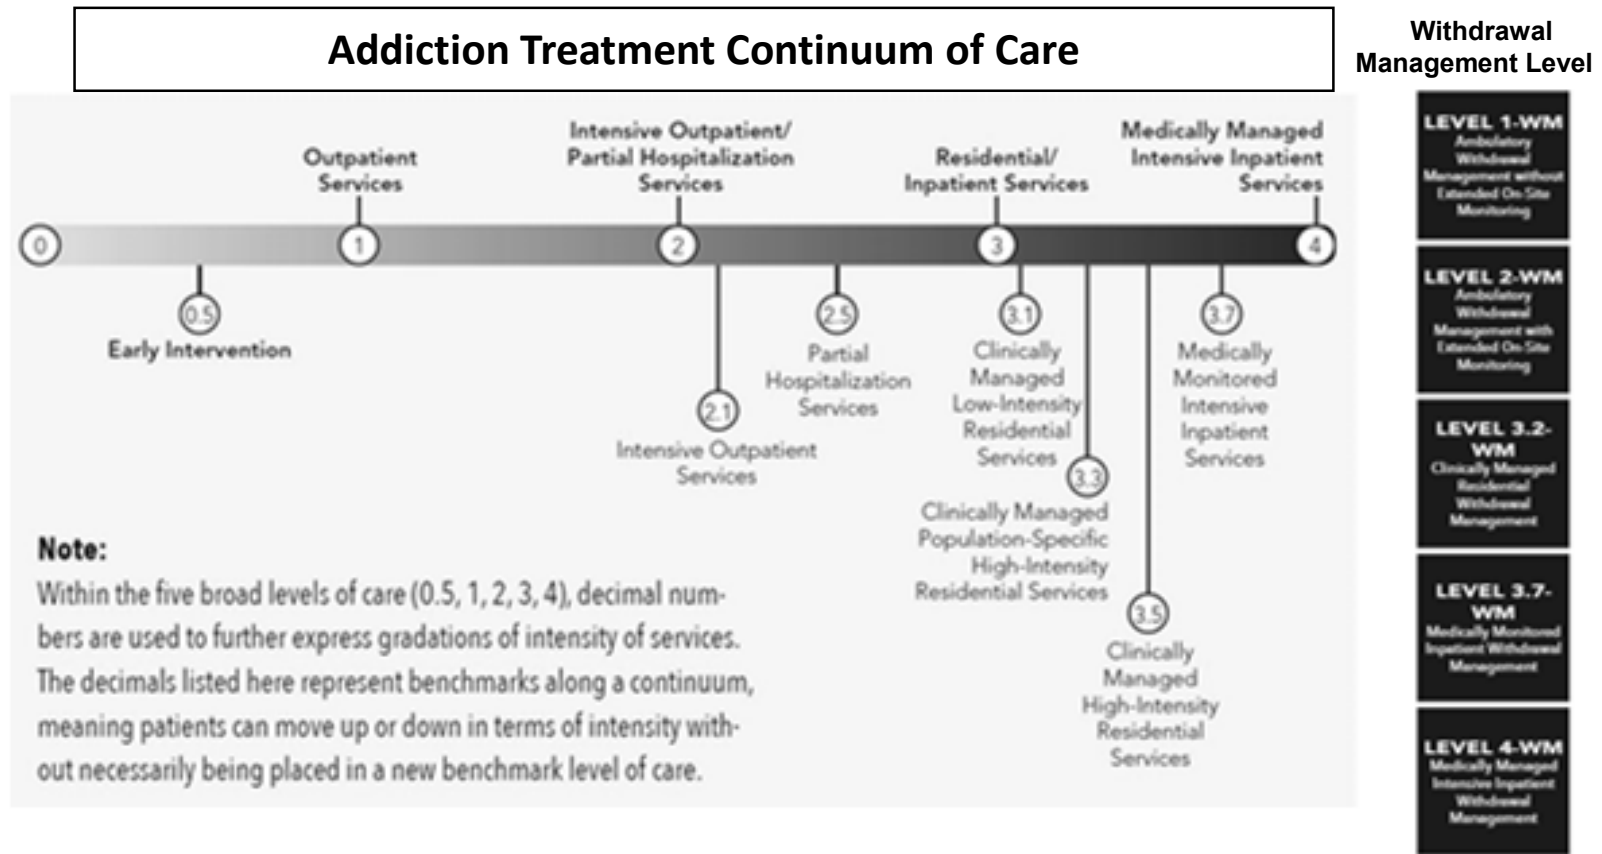 Addiction Treatment Continuum of Care
Withdrawal
Management Level
Outpatient
Services
Intensive Outpatient/
Partial Hospitalization
Services
Residential/
Inpatient Services
Medically Managed
Intensive Inpatient
Services
0
1
2
3
4
0.5
Early Intervention
2.1
Intensive Outpatient
Services
2.5
Partial
Hospitalization
Services
3.1
Clinically
Managed
Low-Intensity
Residential
Services
3.3
Clinically Managed
Population-Specific
High-Intensity
Residential Services
3.5
Clinically
Managed
High-Intensity
Residential
Services
3.7
Medically
Monitored
Intensive
Inpatient
Services
Note:
Within the five broad levels of care (0.5, 1, 2, 3, 4), decimal num-
bers are used to further express gradations of intensity of services.
The decimals listed here represent benchmarks along a continuum,
meaning patients can move up or down in terms of intensity with-
out necessarily being placed in a new benchmark level of care.
LEVEL 1-WM
Ambulatory
Withdrawal
Management without
Extended On-Site
Monitoring
LEVEL 2-WM
Ambulatory
Withdrawal
Management with
Extended On-Site
Monitoring
LEVEL 3.2-
WM
Clinically Managed
Residential
Withdrawal
Management
LEVEL 3.7-
WM
Medically Monitored
Inpatient Withdrawal
Management
LEVEL 4-WM
Medically Managed
Intensive Inpatient
Withdrawal
Management